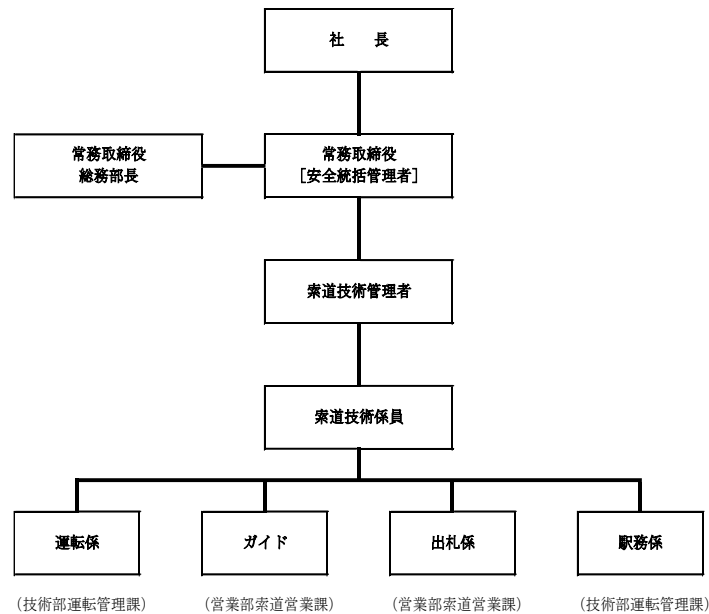 社　長
常務取締役
総務部長
常務取締役
［安全統括管理者］
索道技術管理者
索道技術係員
運転係
ガイド
出札係
駅務係
（技術部運転管理課）
（営業部索道営業課）
（営業部索道営業課）
（技術部運転管理課）